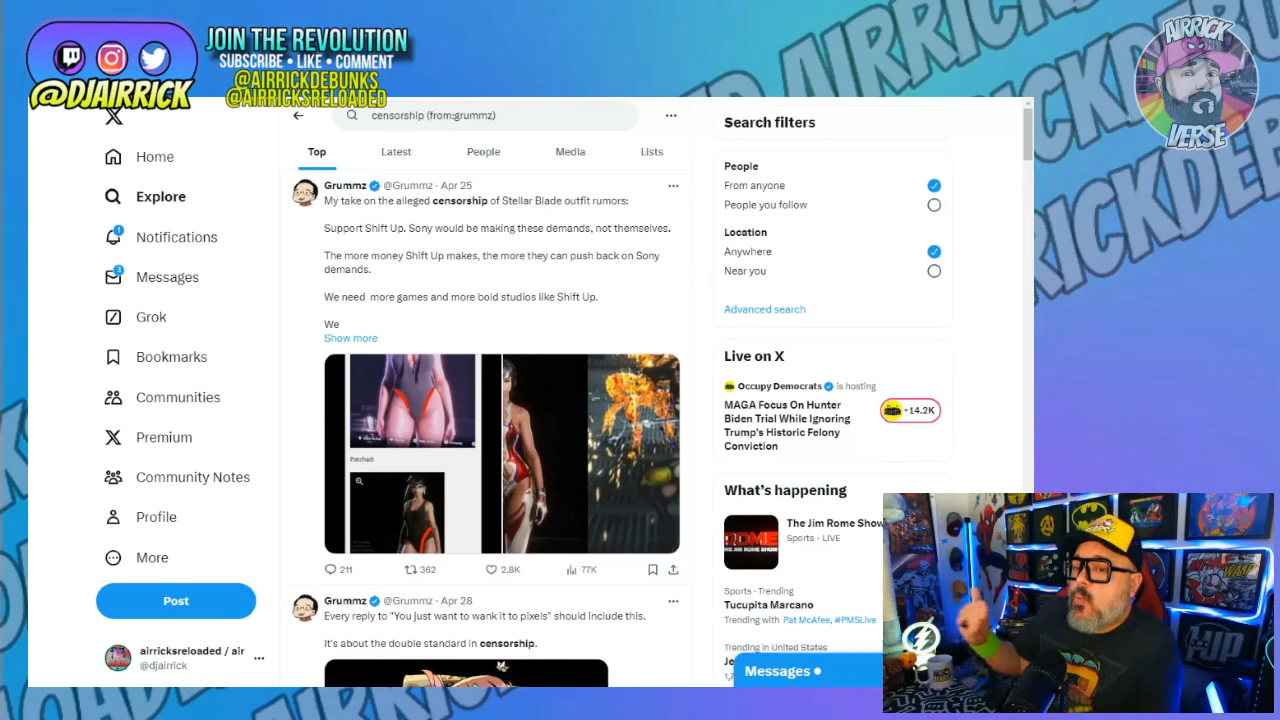 JOIN THE REVOLUTION
SUBSCRIBE • LIKE • COMMENT
@AIRRICKDEBUNKS
@AIRRICKSRELOADED
@DJAIRRICK
AIRRICK
VERSE
censorship (from:grummz)
Top
Latest
People
Media
Lists
Home
Explore
Notifications
1
Messages
3
Grok
Bookmarks
Communities
Premium
Community Notes
Profile
More
Post
airricksreloaded / air
@djairrick
Grummz @Grummz · Apr 25
My take on the alleged censorship of Stellar Blade outfit rumors:
Support Shift Up. Sony would be making these demands, not themselves.
The more money Shift Up makes, the more they can push back on Sony
demands.
We need more games and more bold studios like Shift Up.
We
Show more
Patched:
211
362
2.8K
77K
Grummz @Grummz · Apr 28
Every reply to "You just want to wank it to pixels" should include this.
It's about the double standard in censorship.
Search filters
People
From anyone
People you follow
Location
Anywhere
Near you
Advanced search
Live on X
Occupy Democrats is hosting
MAGA Focus On Hunter
Biden Trial While Ignoring
Trump's Historic Felony
Conviction
+14.2K
What's happening
ROME
THE JIM ROME SHOW
The Jim Rome Show
Sports · LIVE
Sports · Trending
Tucupita Marcano
Trending with Pat McAfee, #PMSLive
Trending in United States
Messages
WASP
1UP